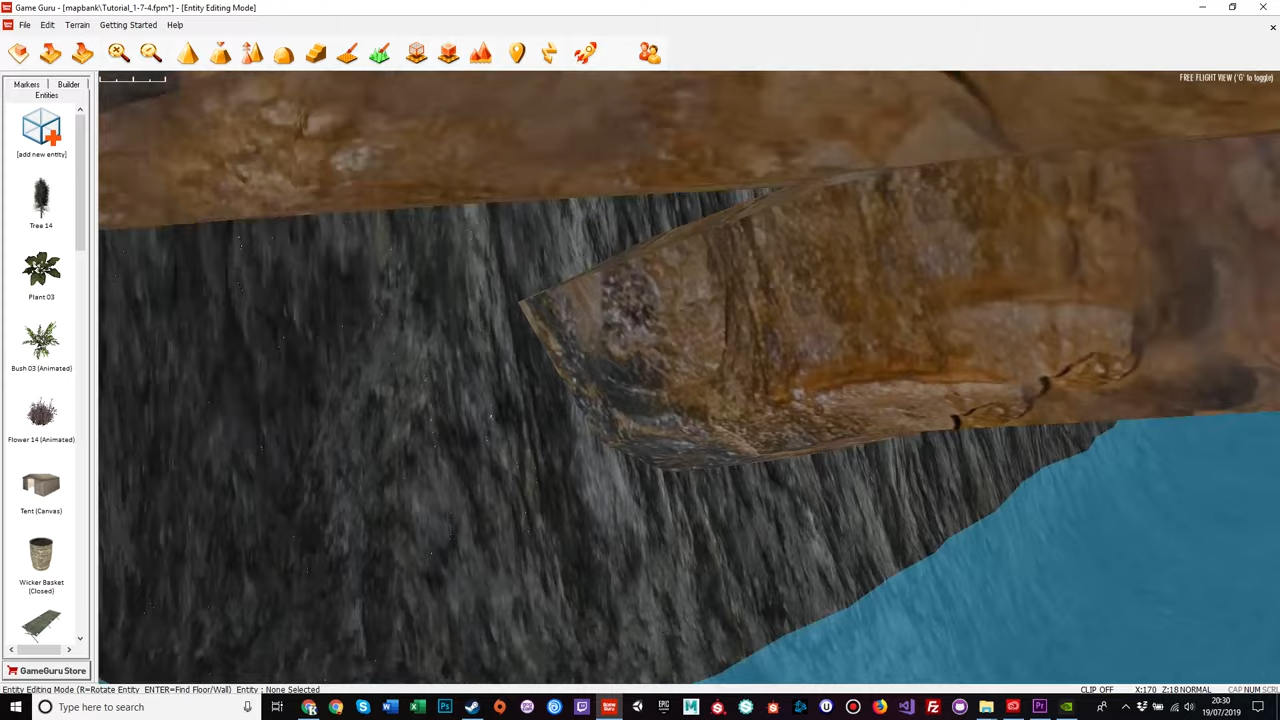 Game Guru - [mapbank\Tutorial_1-7-4.fpm*] - [Entity Editing Mode]
File Edit Terrain Getting Started Help
FREE FLIGHT VIEW ('G' to toggle)
Markers Builder
Entities
[add new entity]
Tree 14
Plant 03
Bush 03 (Animated)
Flower 14 (Animated)
Tent (Canvas)
Wicker Basket
(Closed)
GameGuru Store
Entity Editing Mode (R=Rotate Entity ENTER=Find Floor/Wall) Entity : None Selected
CLIP OFF X:170 Z:18 NORMAL CAP NUM SCRL
Type here to search
20:30
19/07/2019